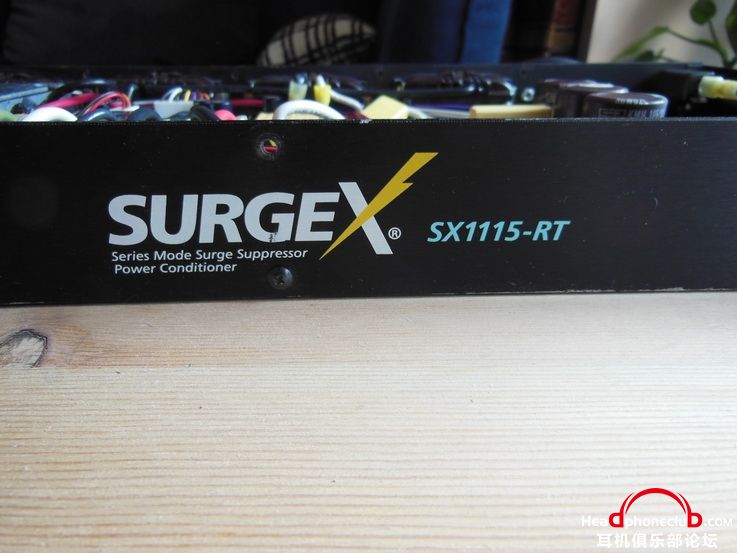 SURGEX®
SX1115-RT
Series Mode Surge Suppressor
Power Conditioner
Headphoneclub.COM
耳机俱乐部论坛